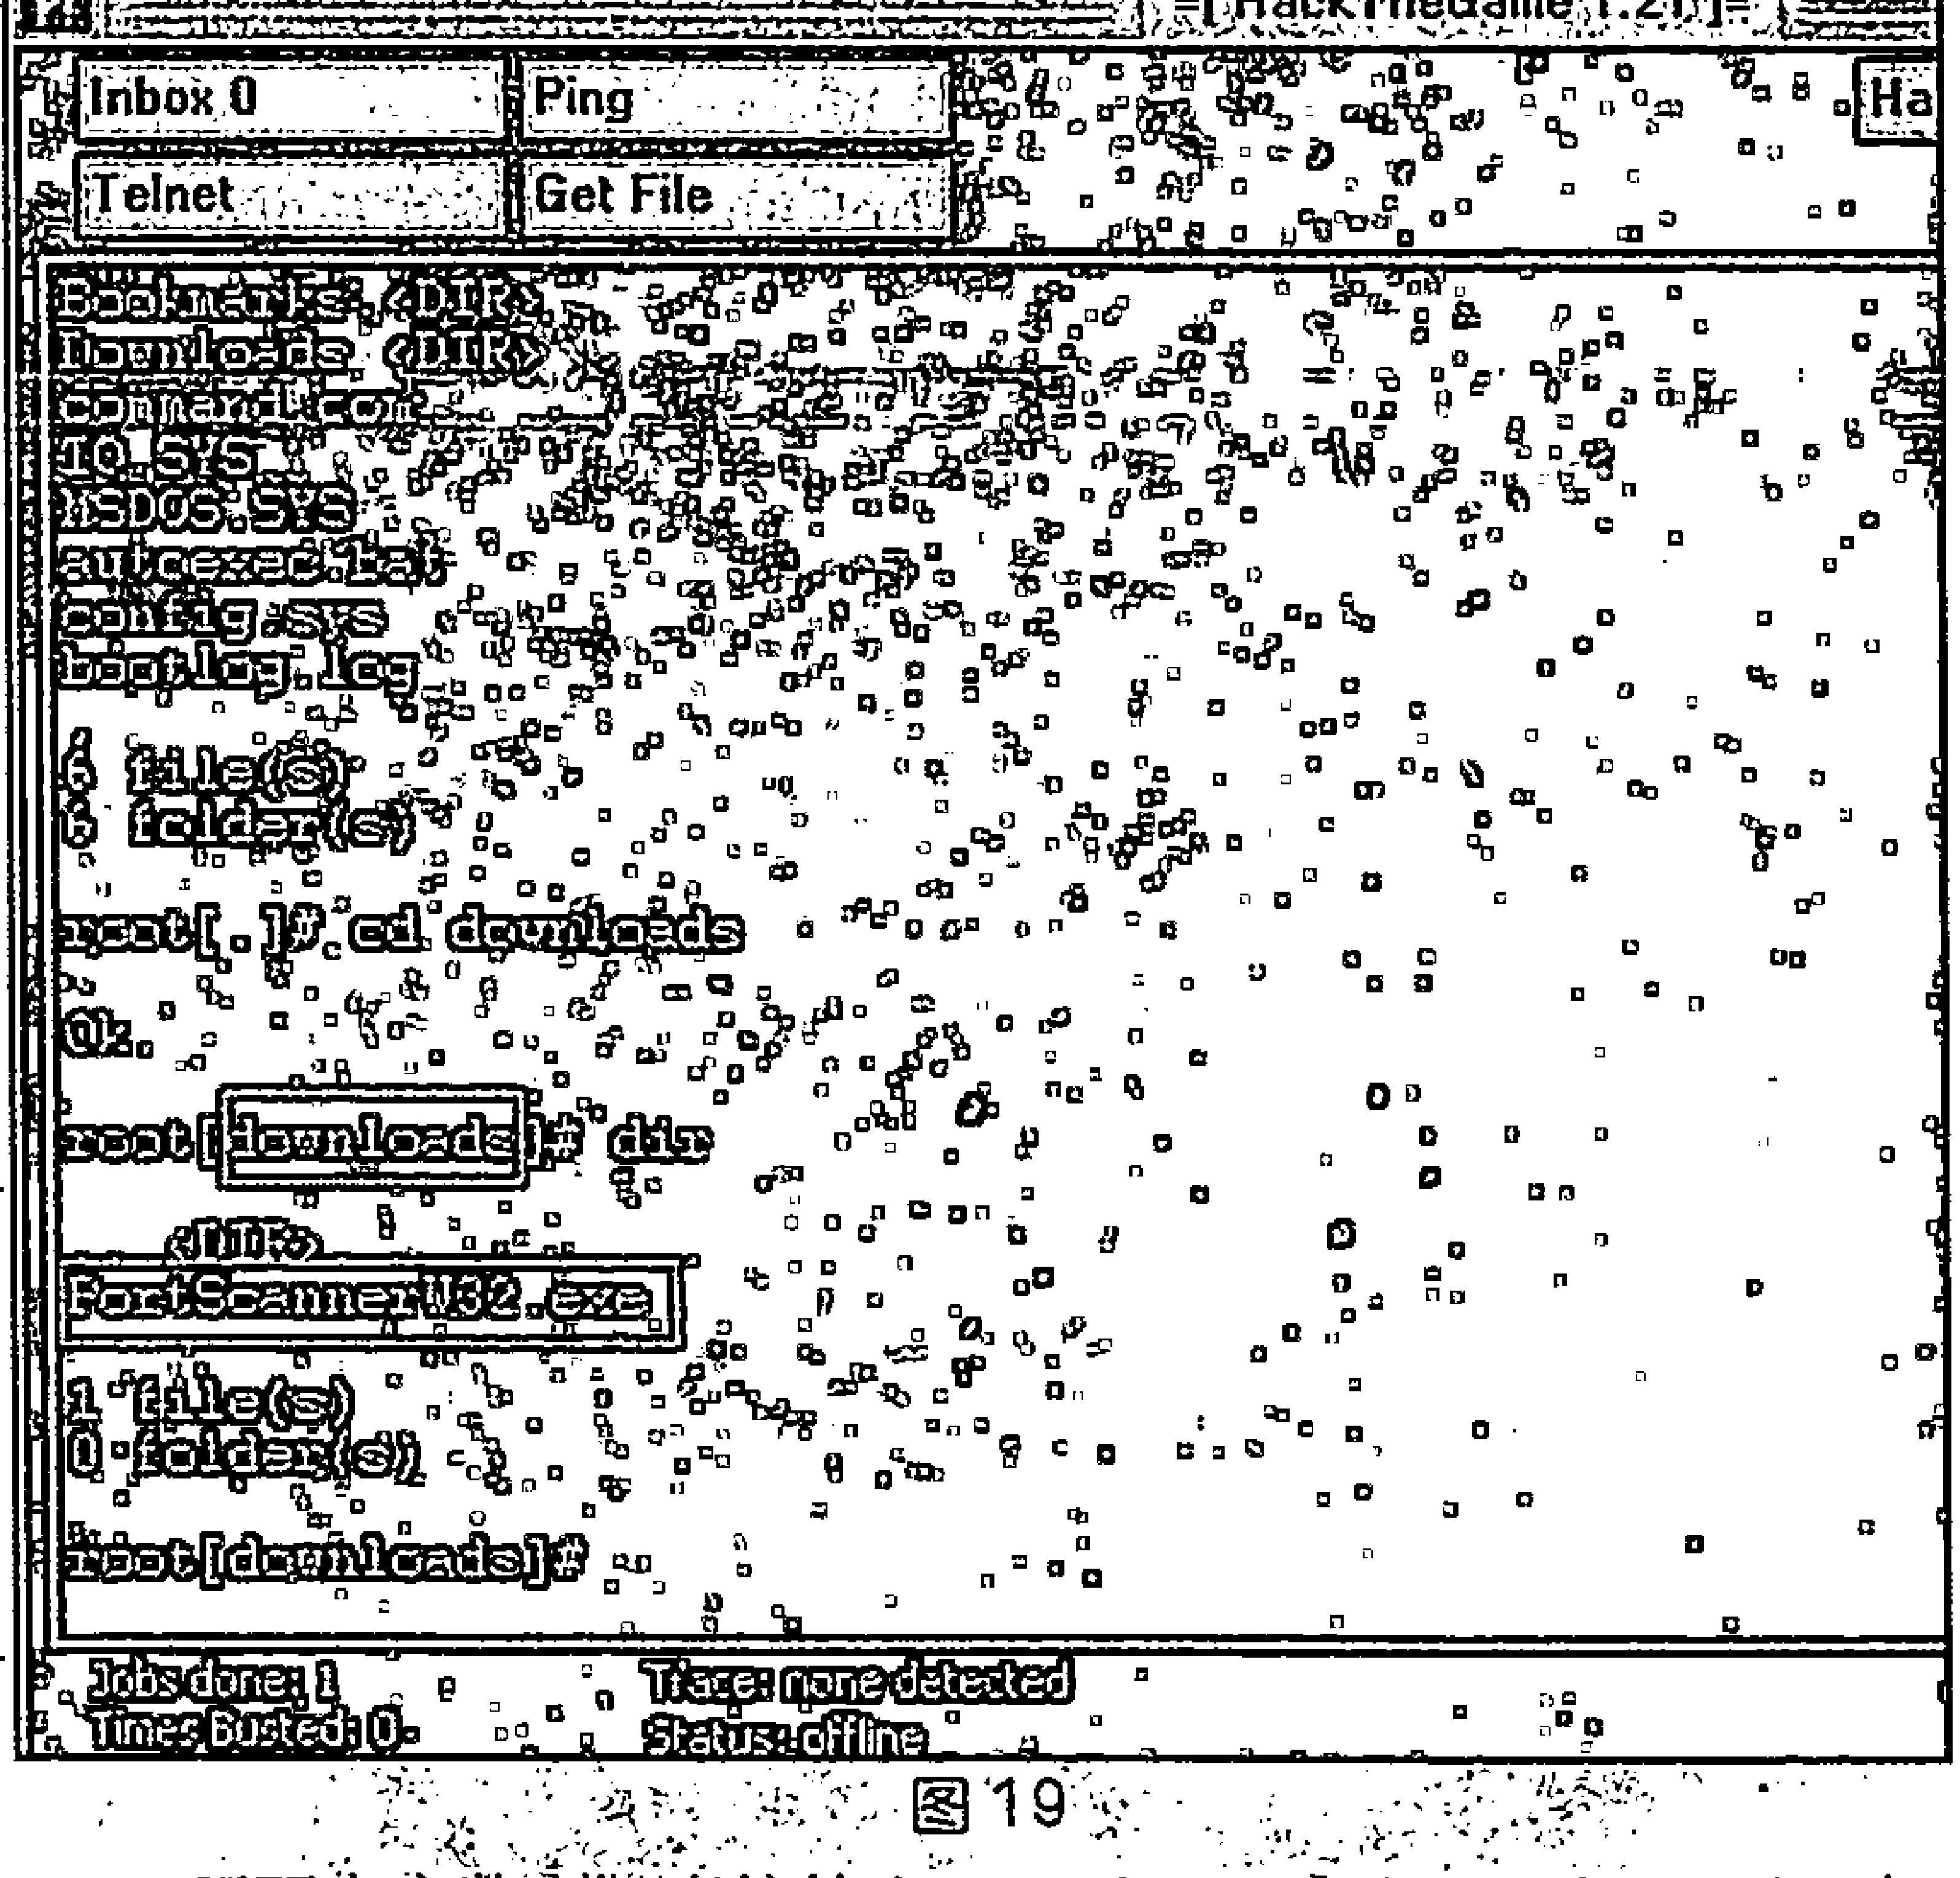 =[HackTheGame 1.21]=
Inbox 0
Ping
Ha
Telnet
Get File
Bookmarks <DIR>
Downloads <DIR>
command.com
IO.SYS
MSDOS.SYS
autoexec.bat
config.sys
bootlog.log
6 file(s)
6 folder(s)
root[.]# cd downloads
Ok
root[downloads]# dir
<DIR>
PortScannerW32.exe
1 file(s)
0 folder(s)
root[downloads]#
Jobs done: 1
Trace: none detected
Times Busted: 0
Status: offline
图 19